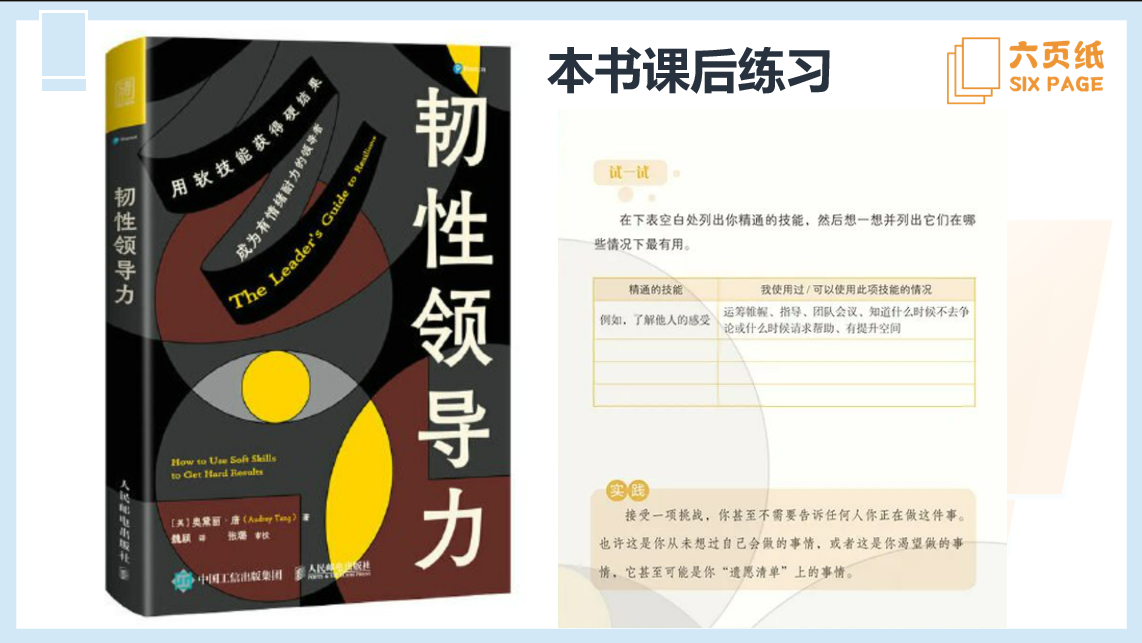 本书课后练习
六页纸
SIX PAGE
韧性领导力
用软技能获得硬结果
成为有情绪耐力的领导者
The Leader's Guide to Resilience
韧性领导力
How to Use Soft Skills
to Get Hard Results
［英］奥黛丽·唐（Audrey Tang） 著
魏颖 译 张璐 审校
中国工信出版集团
人民邮电出版社
POSTS & TELECOM PRESS
人民邮电出版社
试一试
在下表空白处列出你精通的技能，然后想一想并列出它们在哪
些情况下最有用。
精通的技能 我使用过/可以使用此项技能的情况
例如，了解他人的感受 运筹帷幄、指导、团队会议、知道什么时候不去争
论或什么时候请求帮助、有提升空间
实践
接受一项挑战，你甚至不需要告诉任何人你正在做这件事。
也许这是你从未想过自己会做的事情，或者这是你渴望做的事
情，它甚至可能是你“遗愿清单”上的事情。